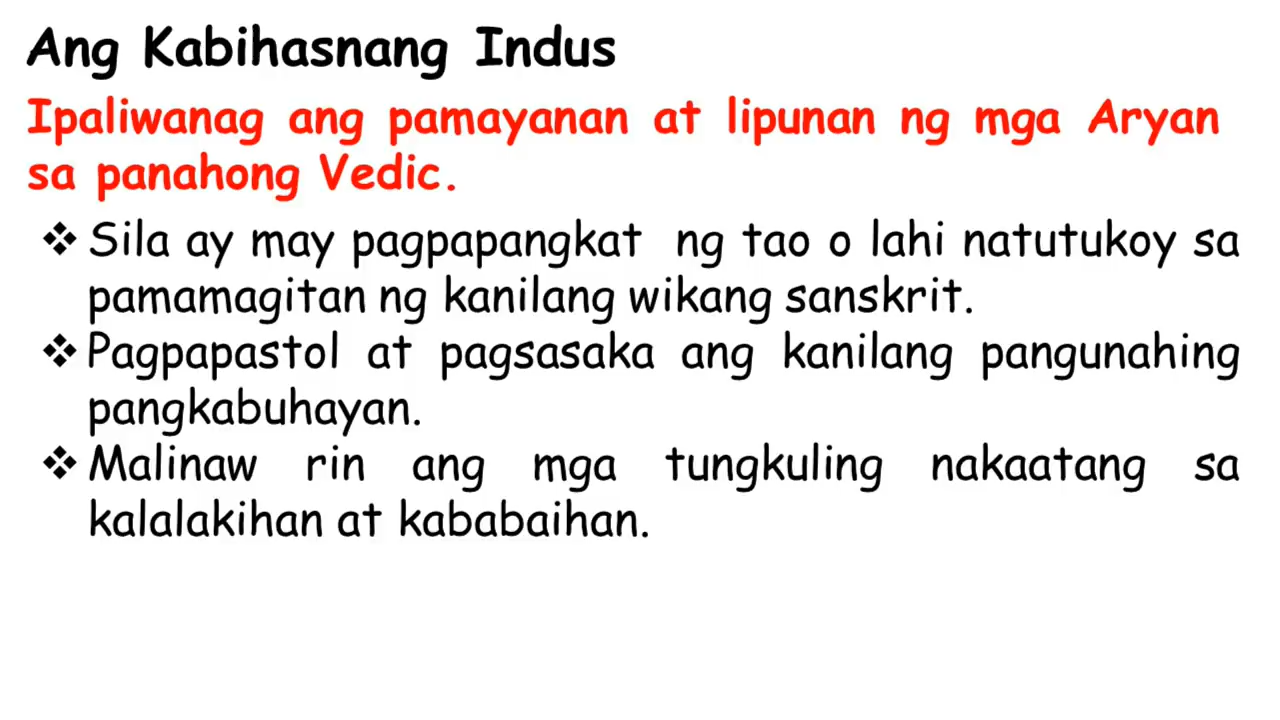 Ang Kabihasnang Indus
Ipaliwanag ang pamayanan at lipunan ng mga Aryan
sa panahong Vedic.
❖ Sila ay may pagpapangkat ng tao o lahi natutukoy sa
pamamagitan ng kanilang wikang sanskrit.
❖ Pagpapastol at pagsasaka ang kanilang pangunahing
pangkabuhayan.
❖ Malinaw rin ang mga tungkuling nakaatang sa
kalalakihan at kababaihan.